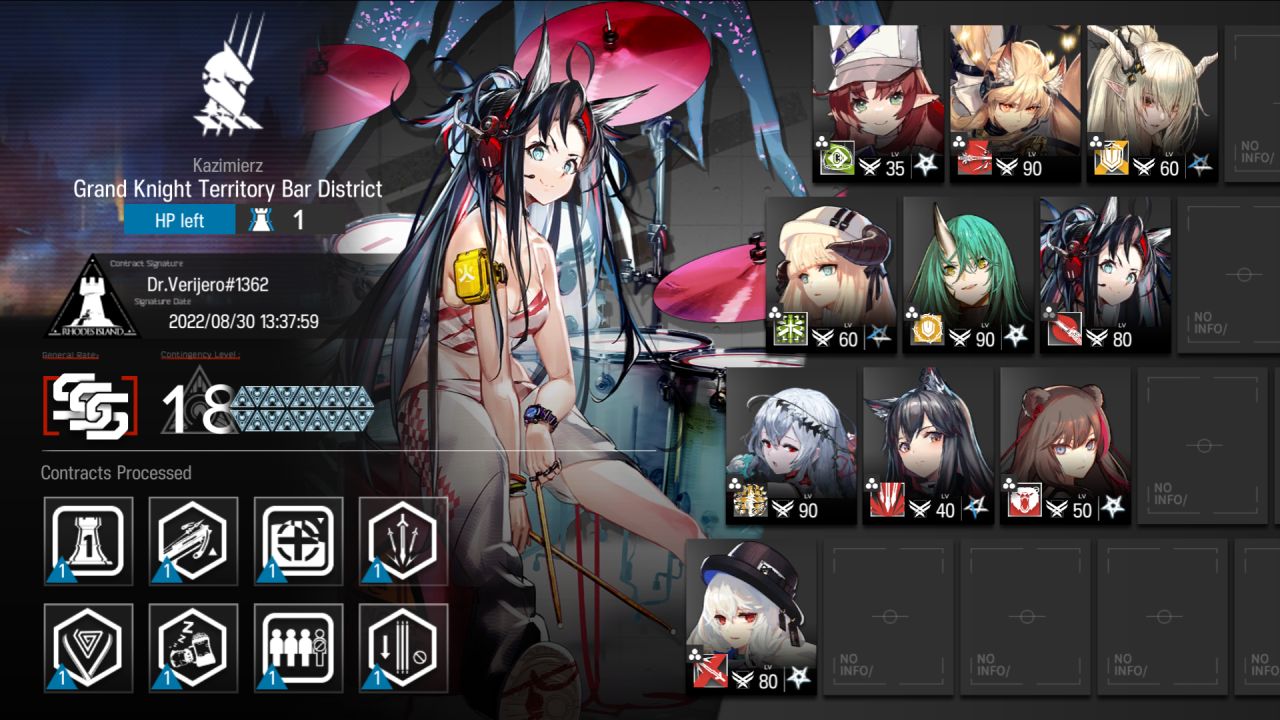 Kazimierz
Grand Knight Territory Bar District
HP left 1
Contract Signature
Dr.Verijero#1362
Signature Date
2022/08/30 13:37:59
RHODES ISLAND
General Rate:
Contingency Level:
SSS
18
Contracts Processed
1
1 1 1 1
Z Z Z
1 1 1 1
LV 35
LV 90
LV 60
NO INFO/
LV 60
LV 90
LV 80
NO INFO/
LV 90
LV 40
LV 50
NO INFO/
LV 80
NO INFO/
NO INFO/
NO INFO/
NO INFO/